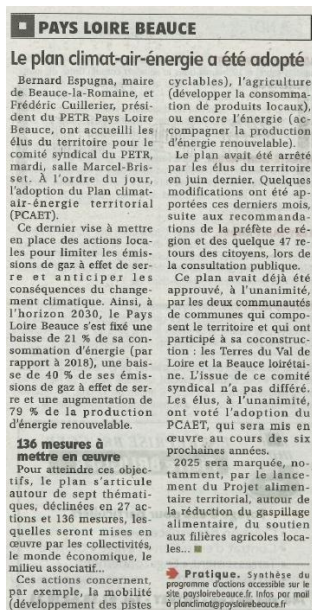 PAYS LOIRE BEAUCE
Le plan climat-air-énergie a été adopté
Bernard Espugna, maire
de Beauce-la-Romaine, et
Frédéric Cuillerier, prési-
dent du PETR Pays Loire
Beauce, ont accueilli les
élus du territoire pour le
comité syndical du PETR,
mardi, salle Marcel-Bris-
set. À l'ordre du jour,
l'adoption du Plan climat-
air-énergie territorial
(PCAET).
Ce dernier vise à mettre
en place des actions loca-
les pour limiter les émis-
sions de gaz à effet de ser-
re et anticiper les
conséquences du change-
ment climatique. Ainsi, à
l'horizon 2030, le Pays
Loire Beauce s'est fixé une
baisse de 21 % de sa con-
sommation d'énergie (par
rapport à 2018), une bais-
se de 40 % de ses émis-
sions de gaz à effet de ser-
re et une augmentation de
79 % de la production
d'énergie renouvelable.
136 mesures à
mettre en œuvre
Pour atteindre ces objec-
tifs, le plan s'articule
autour de sept thémati-
ques, déclinées en 27 ac-
tions et 136 mesures, les-
quelles seront mises en
œuvre par les collectivités,
le monde économique, le
milieu associatif...
Ces actions concernent,
par exemple, la mobilité
(développement des pistes
cyclables), l'agriculture
(développer la consomma-
tion de produits locaux),
ou encore l'énergie (ac-
compagner la production
d'énergie renouvelable).
Le plan avait été arrêté
par les élus du territoire
en juin dernier. Quelques
modifications ont été ap-
portées ces derniers mois,
suite aux recommanda-
tions de la préfète de ré-
gion et des quelque 47 re-
tours des citoyens, lors de
la consultation publique.
Ce plan avait déjà été
approuvé, à l'unanimité,
par les deux communautés
de communes qui compo-
sent le territoire et qui ont
participé à sa coconstruc-
tion : les Terres du Val de
Loire et la Beauce loirétai-
ne. L'issue de ce comité
syndical n'a pas différé.
Les élus, à l'unanimité,
ont voté l'adoption du
PCAET, qui sera mis en
œuvre au cours des six
prochaines années.
2025 sera marquée, no-
tamment, par le lance-
ment du Projet alimen-
taire territorial, autour de
la réduction du gaspillage
alimentaire, du soutien
aux filières agricoles loca-
les...
Pratique. Synthèse du
programme d'actions accessible sur le
site paysloirebeauce.fr. Infos par mail
à planclimat@paysloirebeauce.fr